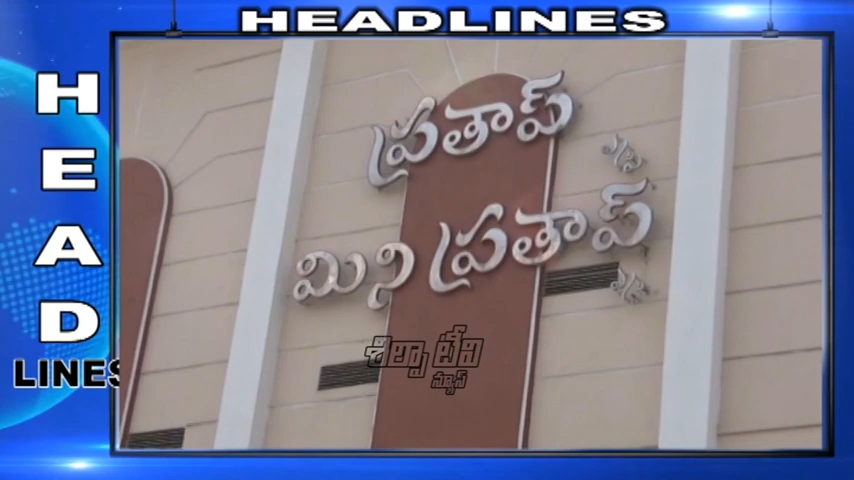 HEADLINES
HEAD
LINES
ప్రతాప్
మిని ప్రతాప్
శిల్పా టీవి
న్యూస్